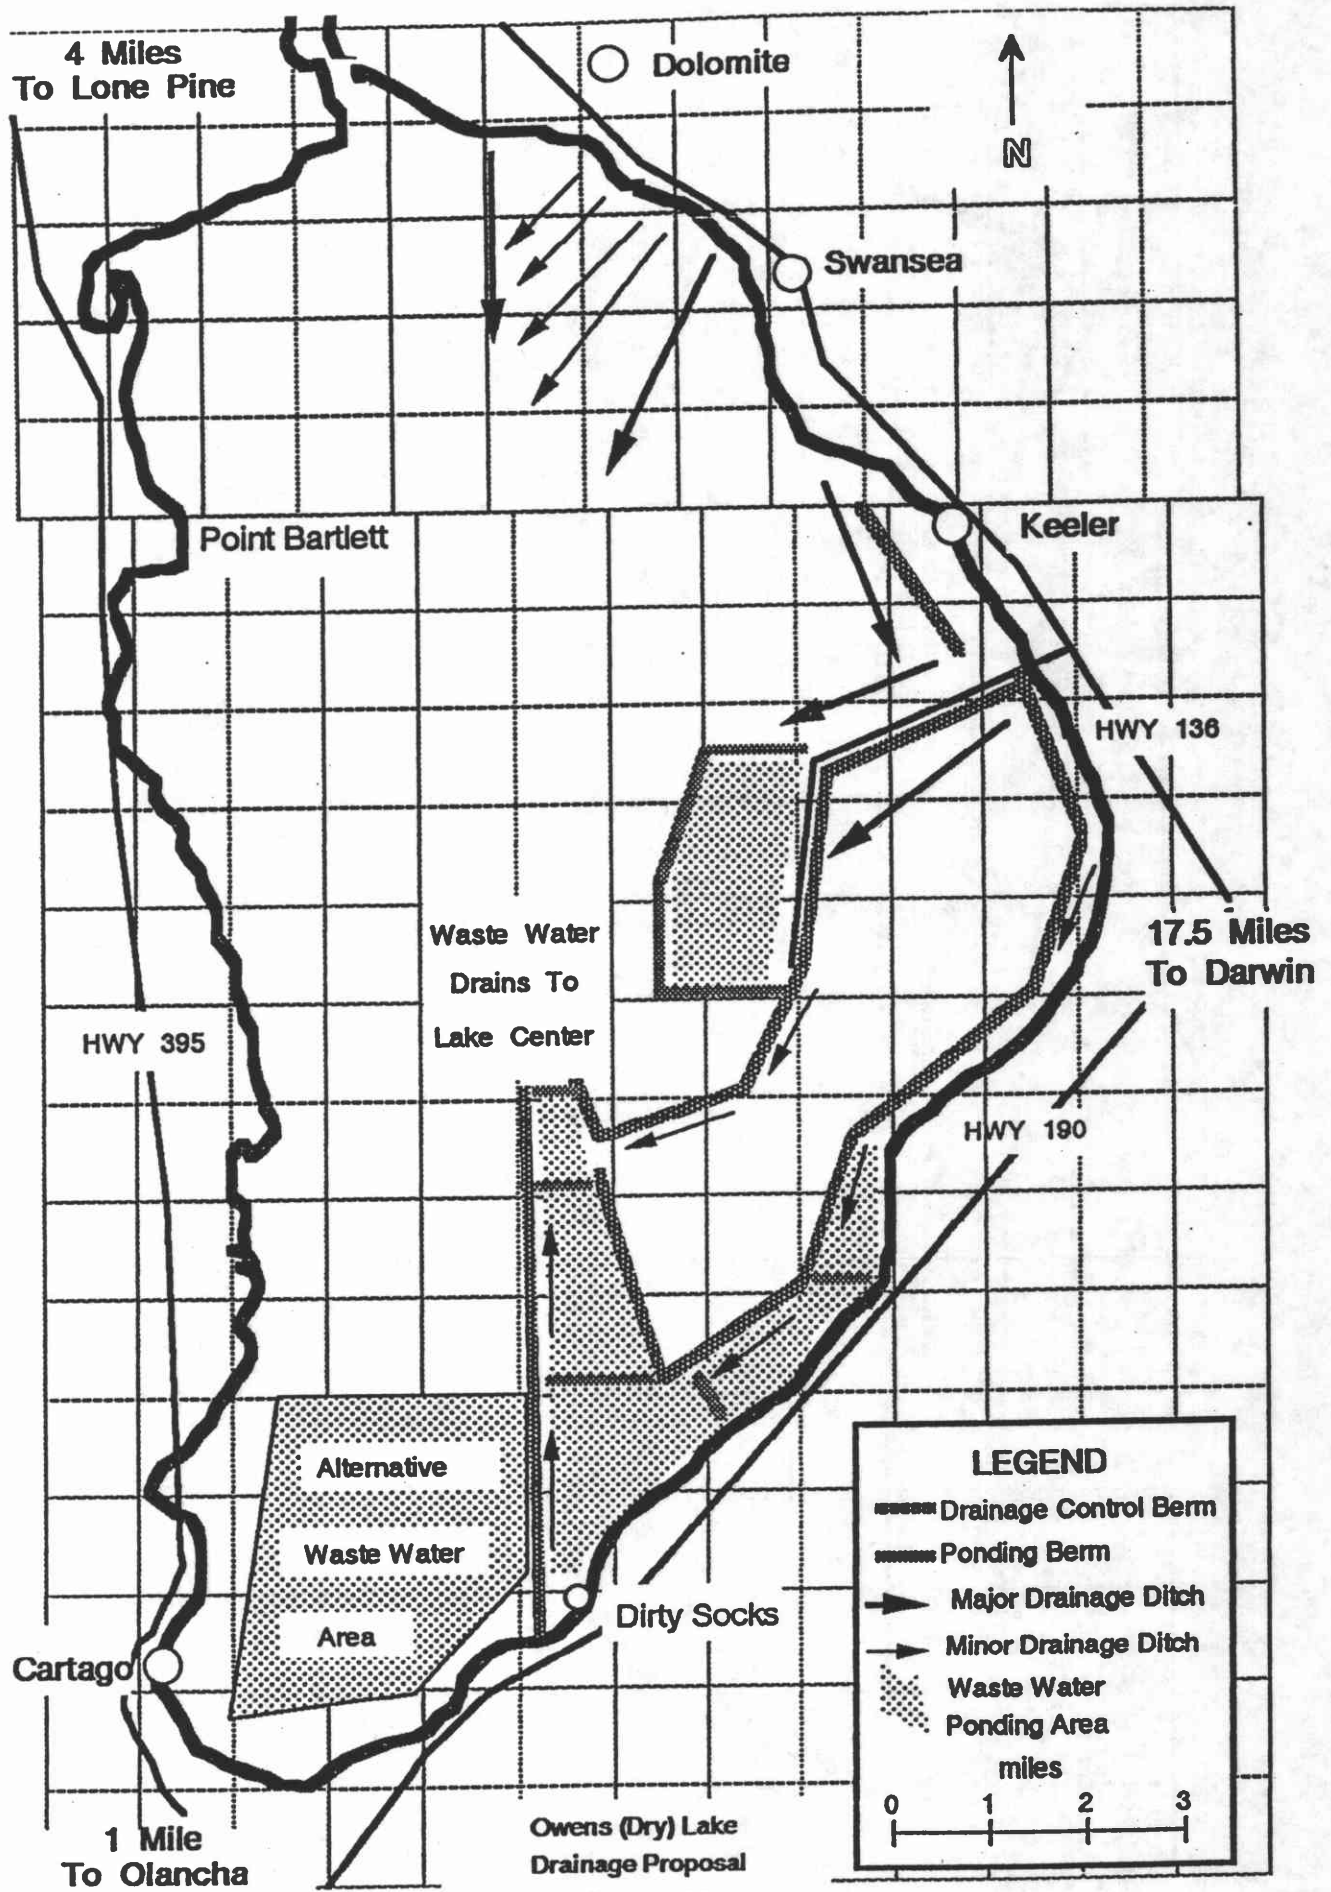 4 Miles
To Lone Pine
Dolomite
N
Swansea
Point Bartlett
Keeler
HWY 136
Waste Water
Drains To
Lake Center
17.5 Miles
To Darwin
HWY 395
HWY 190
Alternative
Waste Water
Area
Dirty Socks
Cartago
1 Mile
To Olancha
Owens (Dry) Lake
Drainage Proposal
LEGEND
Drainage Control Berm
Ponding Berm
Major Drainage Ditch
Minor Drainage Ditch
Waste Water
Ponding Area
miles
0 1 2 3